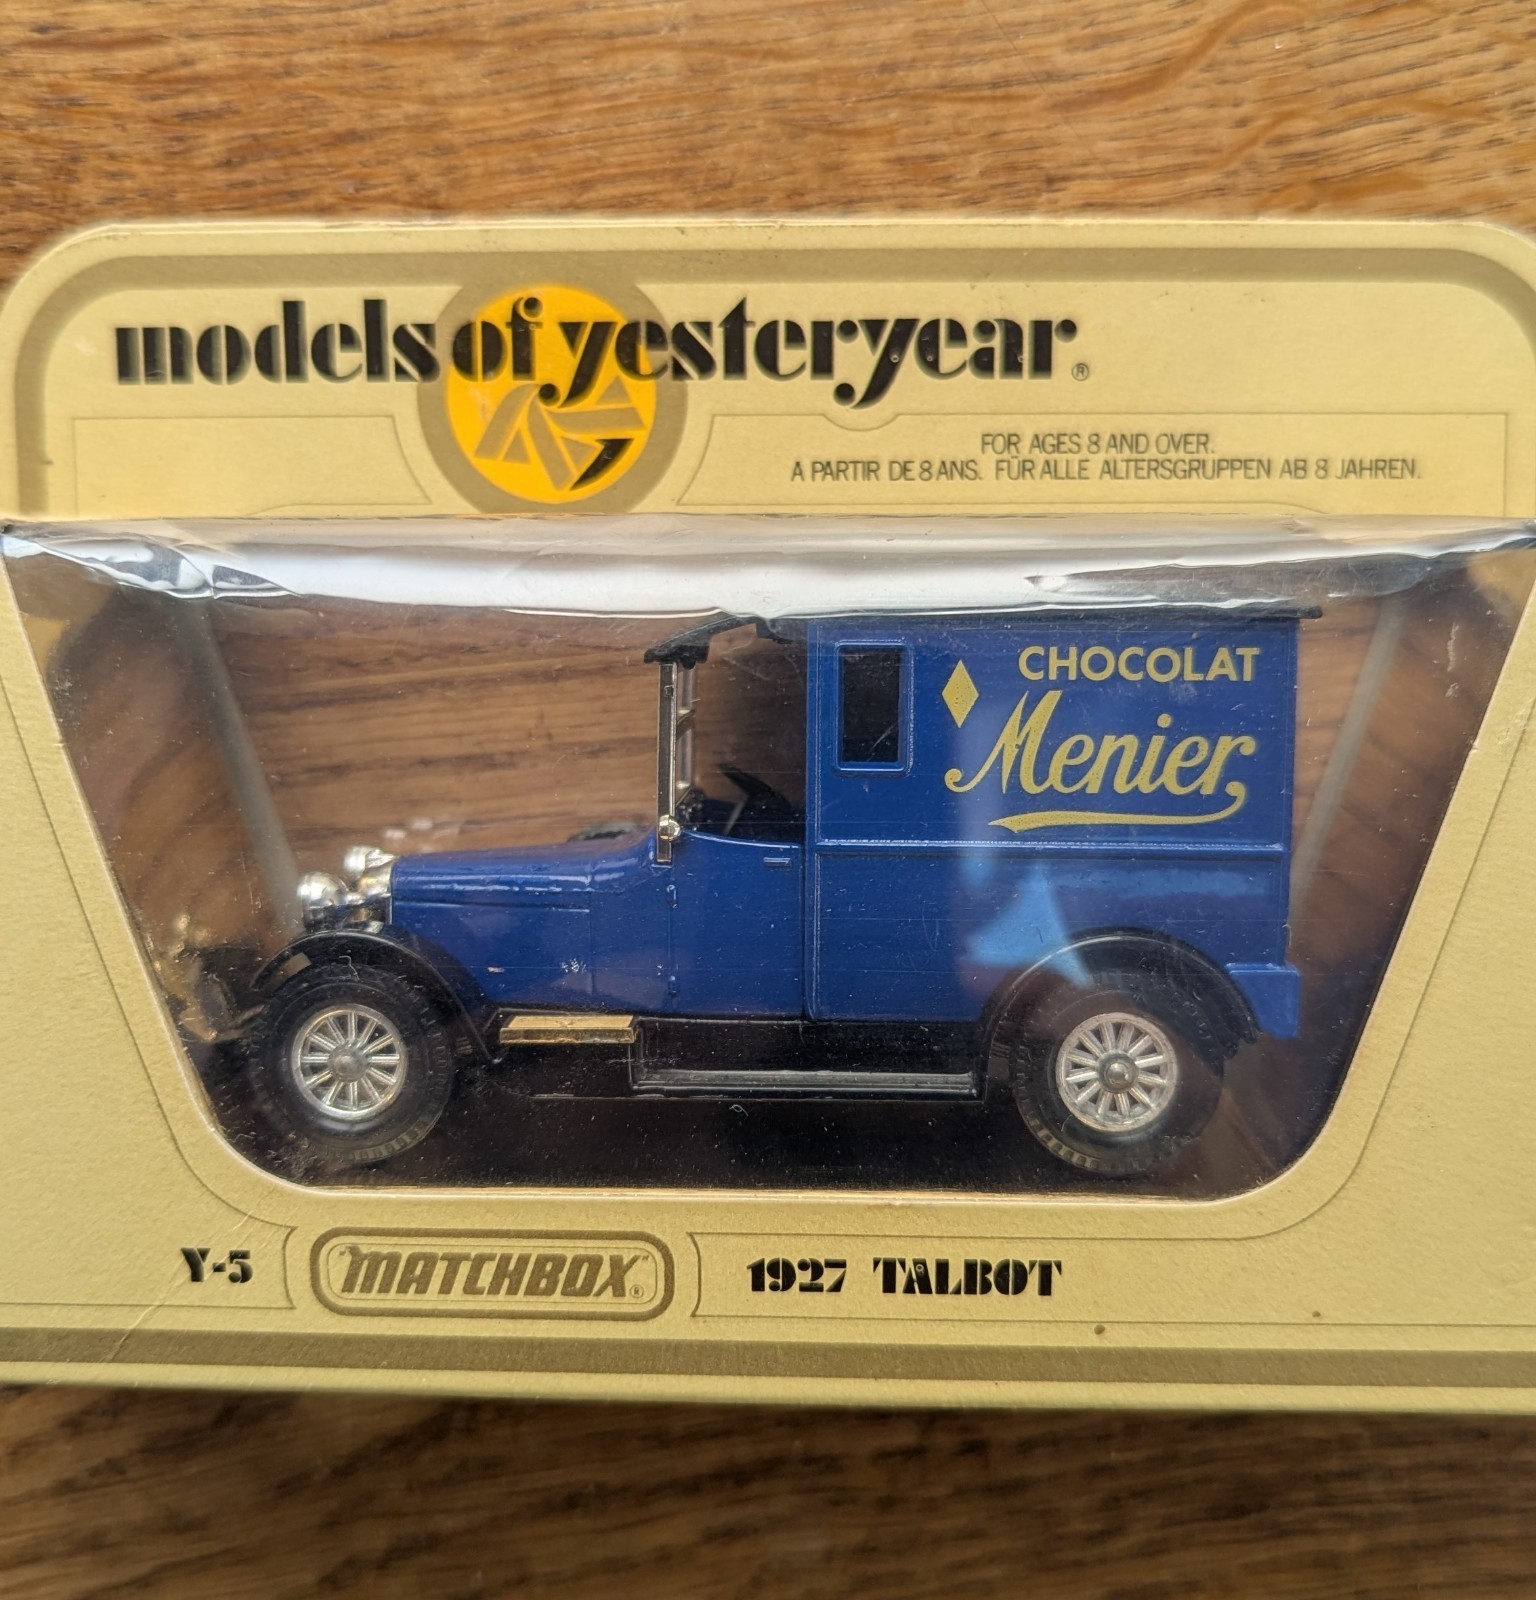 models of yesteryear®
FOR AGES 8 AND OVER.
A PARTIR DE 8 ANS. FÜR ALLE ALTERSGRUPPEN AB 8 JAHREN.
CHOCOLAT
Menier
Y-5
"MATCHBOX"®
1927 TALBOT